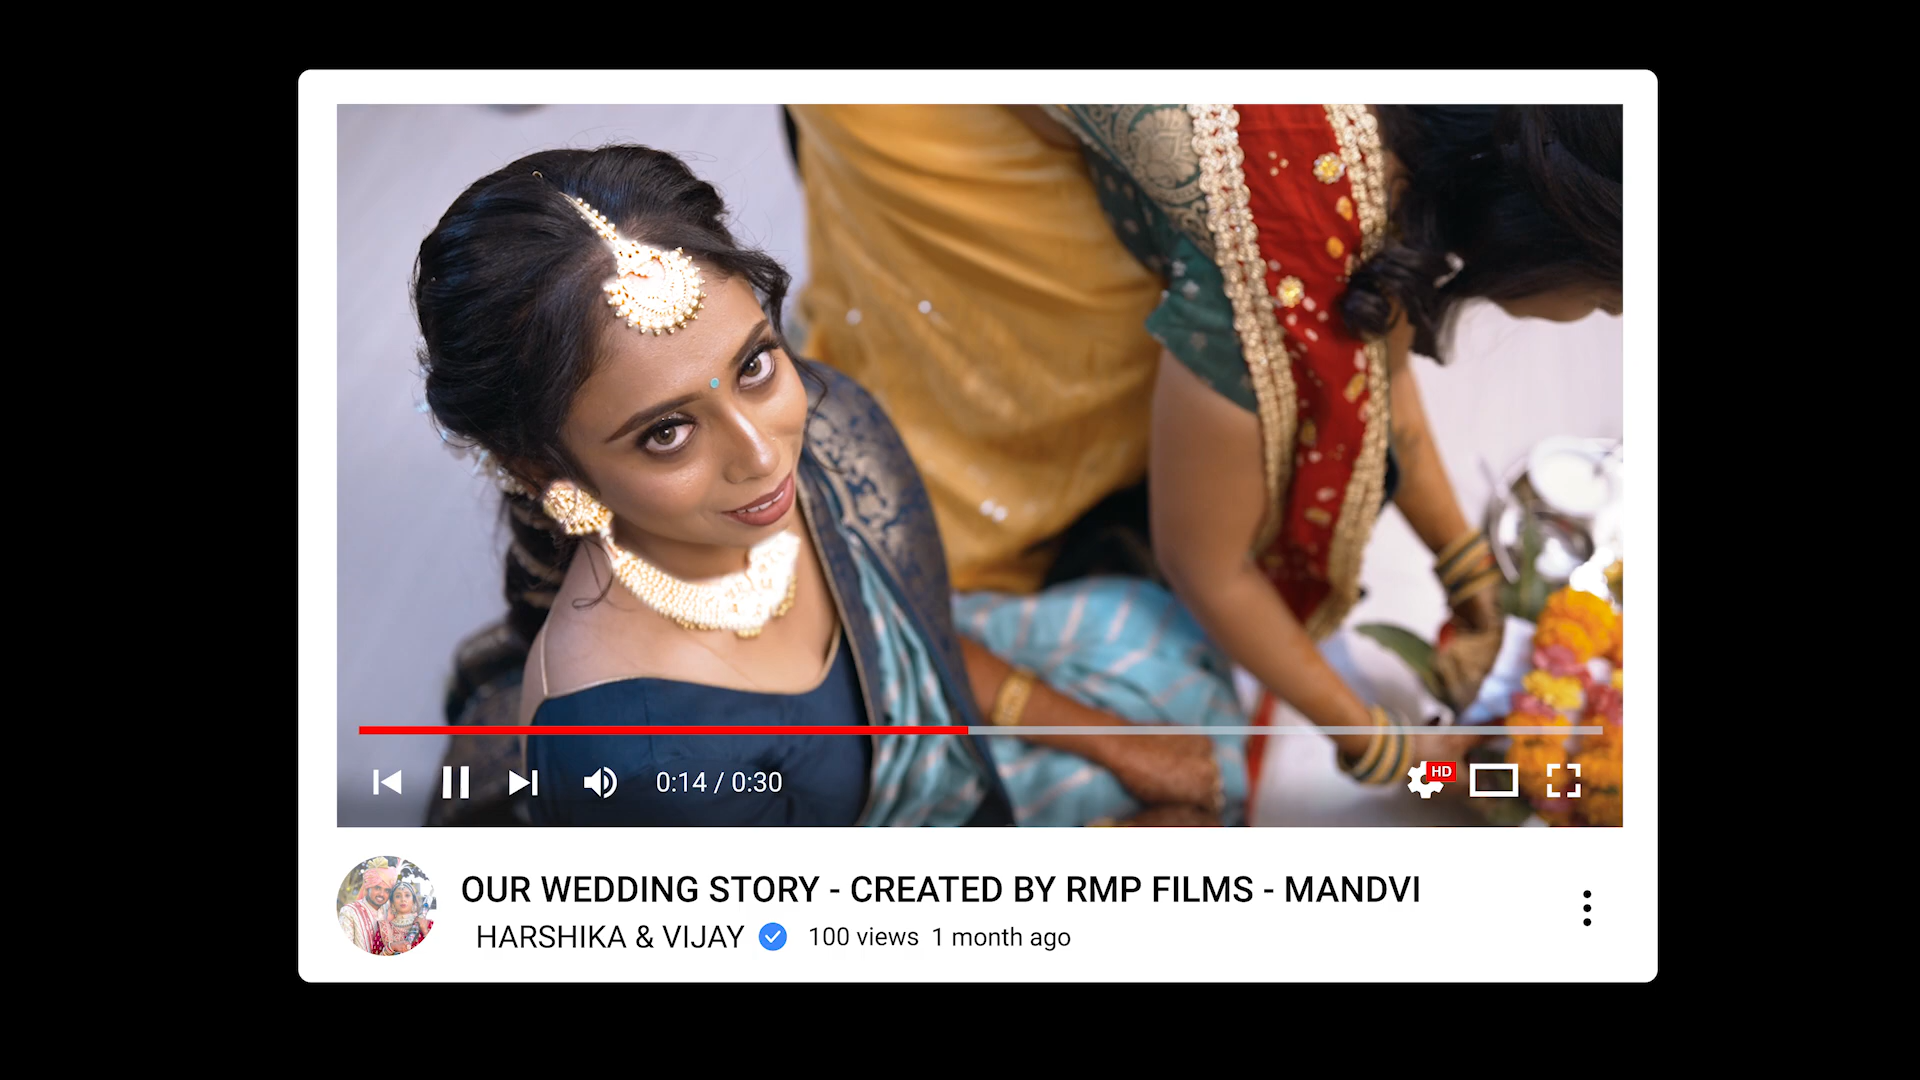 0:14 / 0:30
HD
OUR WEDDING STORY - CREATED BY RMP FILMS - MANDVI
HARSHIKA & VIJAY 100 views 1 month ago